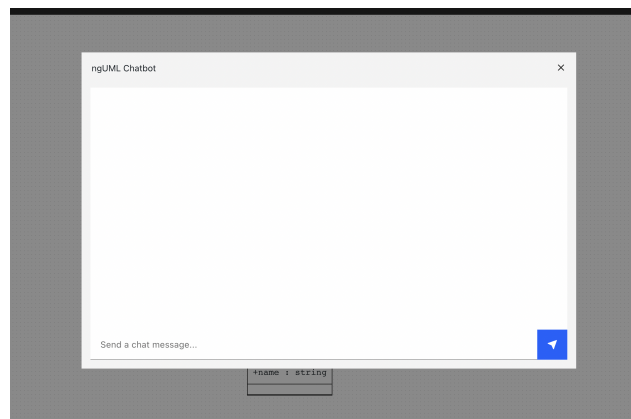 ngUML Chatbot
Send a chat message...
+name : string